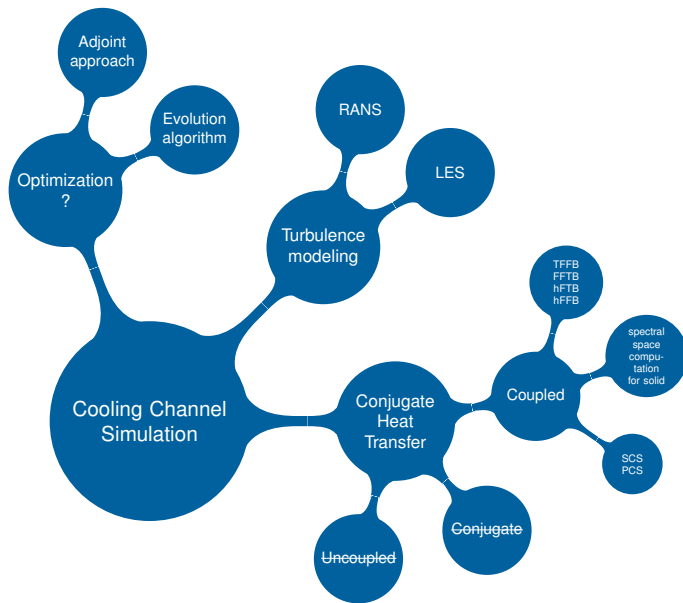 Adjoint
approach
Evolution
algorithm
Optimization
?
RANS
LES
Turbulence
modeling
TFFB
FFTB
hFTB
hFFB
spectral
space
compu-
tation
for solid
Coupled
SCS
PCS
Conjugate
Heat
Transfer
Cooling Channel
Simulation
Uncoupled
Conjugate